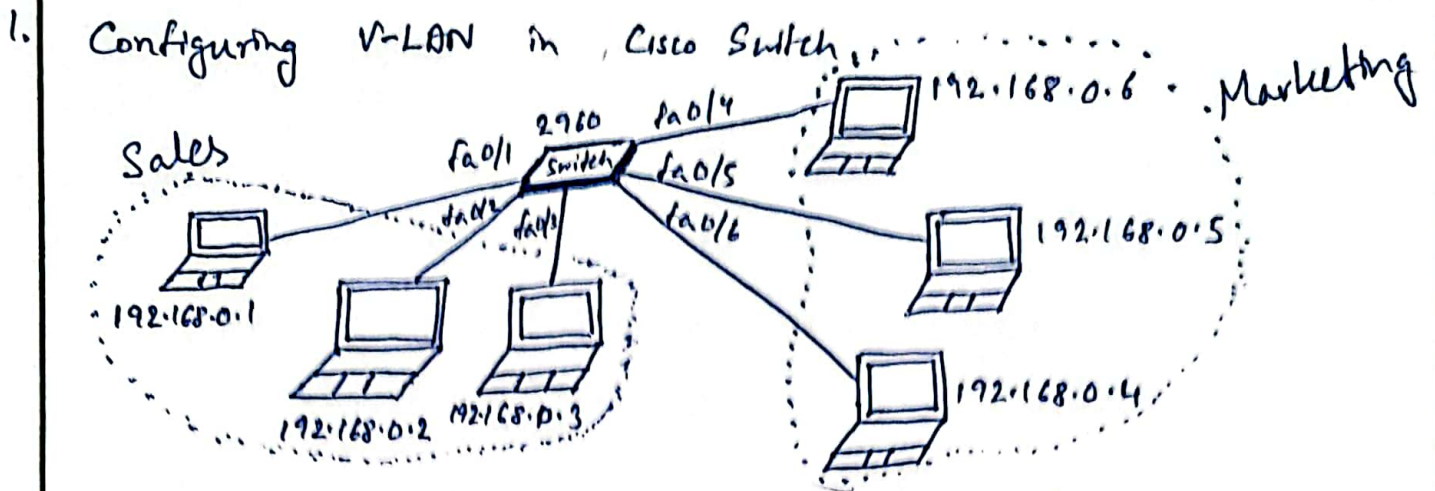 1. Configuring V-LAN in Cisco Switch
Marketing
192.168.0.6
2960
fa0/4
Sales
fa0/1
Switch
fa0/5
fa0/2
fa0/3
fa0/6
192.168.0.5
192.168.0.1
192.168.0.4
192.168.0.2
192.168.0.3